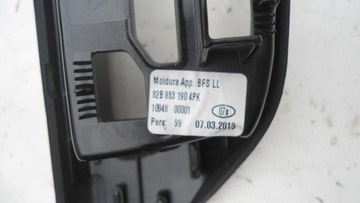 Moldura App. BFS LL
82B 853 190 4PK
10948 00001
Pers: 99 07.03.2019